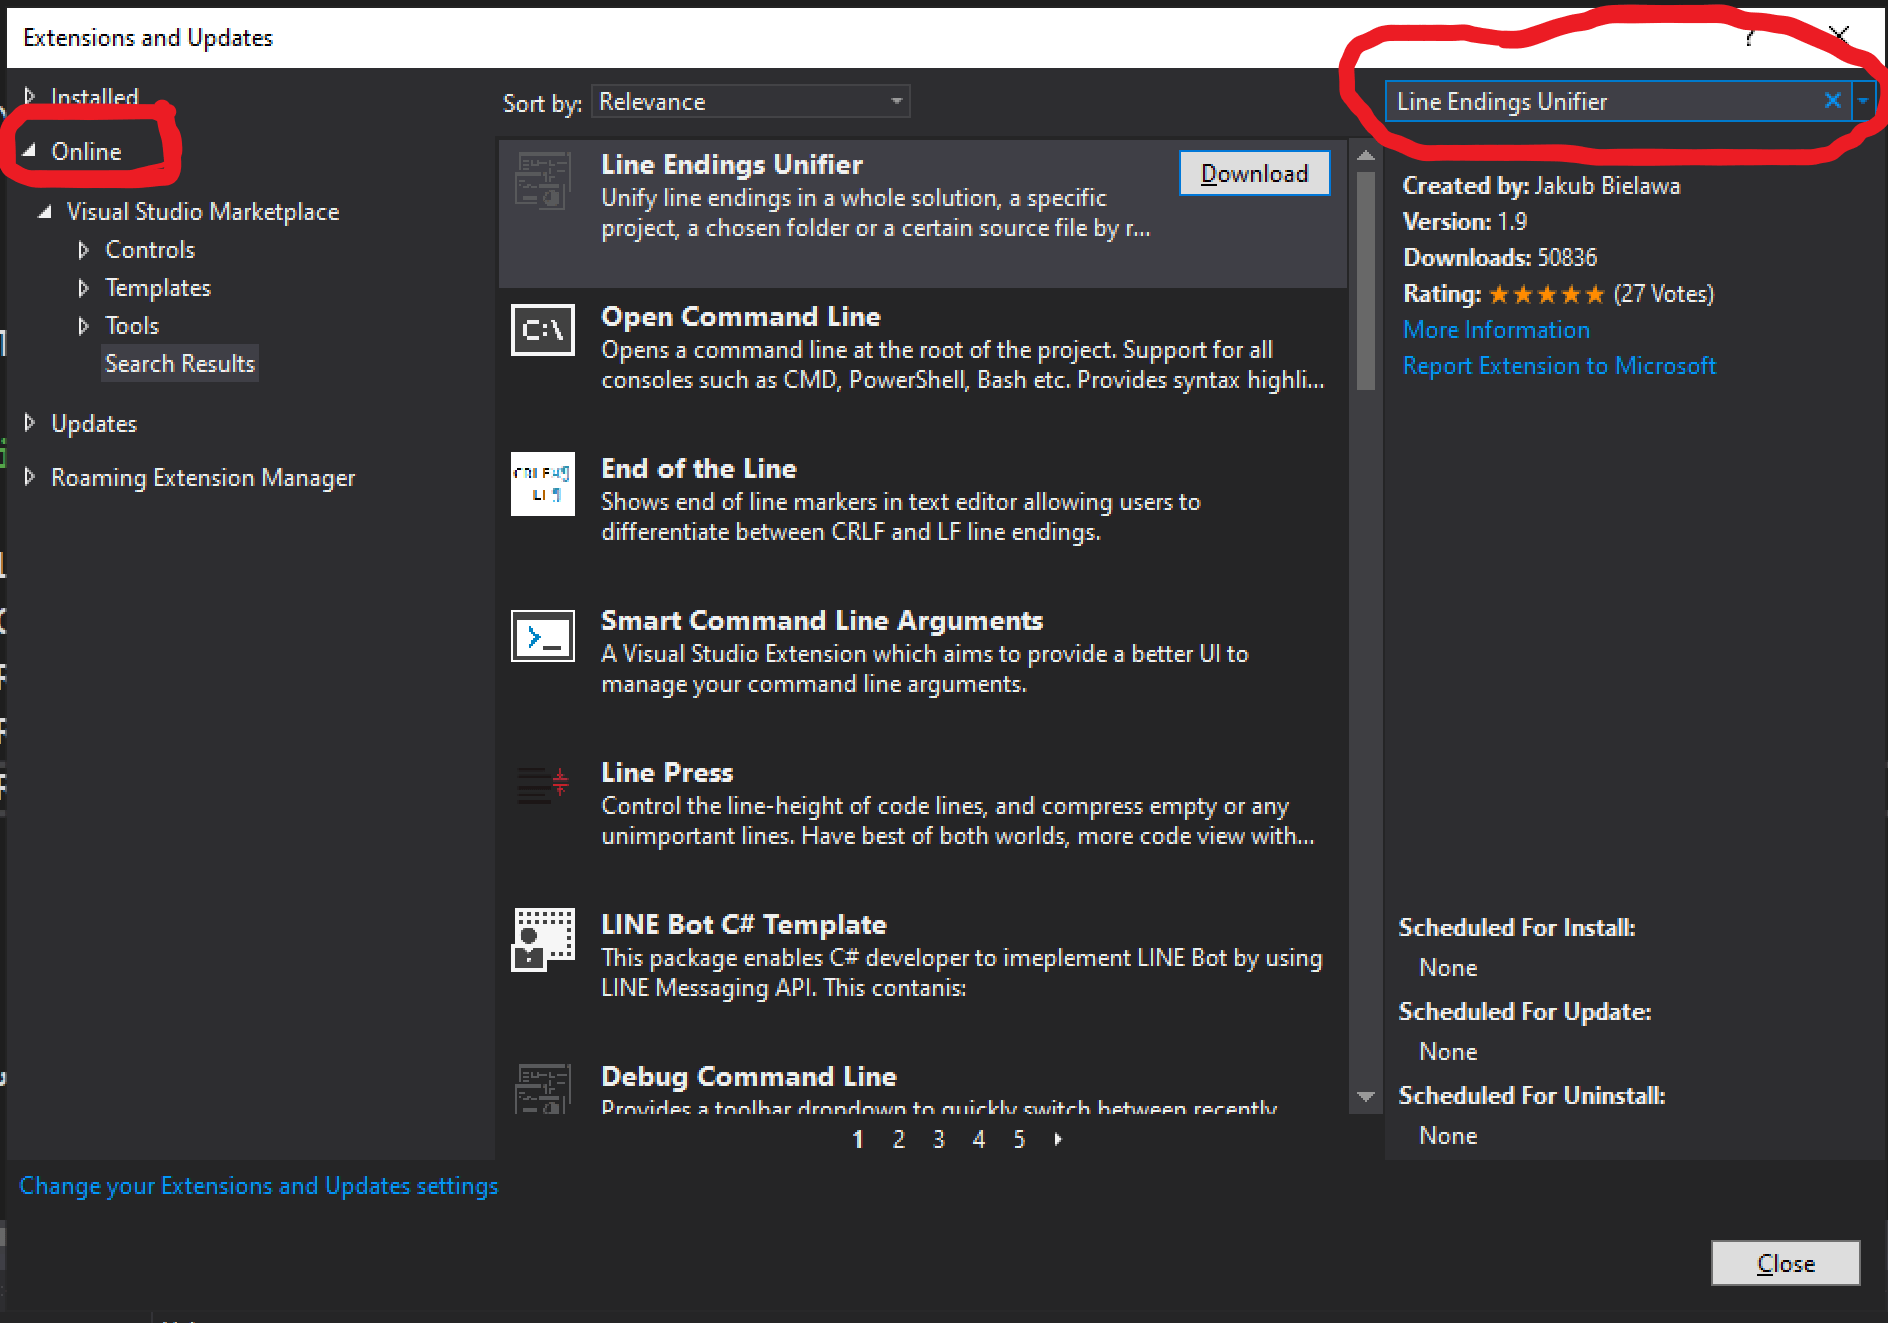 Extensions and Updates
?
Installed
Online
Visual Studio Marketplace
Controls
Templates
Tools
Search Results
Updates
Roaming Extension Manager
Change your Extensions and Updates settings
Sort by: Relevance
Line Endings Unifier
Download
Unify line endings in a whole solution, a specific
project, a chosen folder or a certain source file by r...
C:\
Open Command Line
Opens a command line at the root of the project. Support for all
consoles such as CMD, PowerShell, Bash etc. Provides syntax highli...
End of the Line
Shows end of line markers in text editor allowing users to
differentiate between CRLF and LF line endings.
Smart Command Line Arguments
A Visual Studio Extension which aims to provide a better UI to
manage your command line arguments.
Line Press
Control the line-height of code lines, and compress empty or any
unimportant lines. Have best of both worlds, more code view with...
LINE Bot C# Template
This package enables C# developer to imeplement LINE Bot by using
LINE Messaging API. This contanis:
Debug Command Line
Provides a toolbar dropdown to quickly switch between recently
1 2 3 4 5
Line Endings Unifier
Created by: Jakub Bielawa
Version: 1.9
Downloads: 50836
Rating: ★★★★★ (27 Votes)
More Information
Report Extension to Microsoft
Scheduled For Install:
None
Scheduled For Update:
None
Scheduled For Uninstall:
None
Close